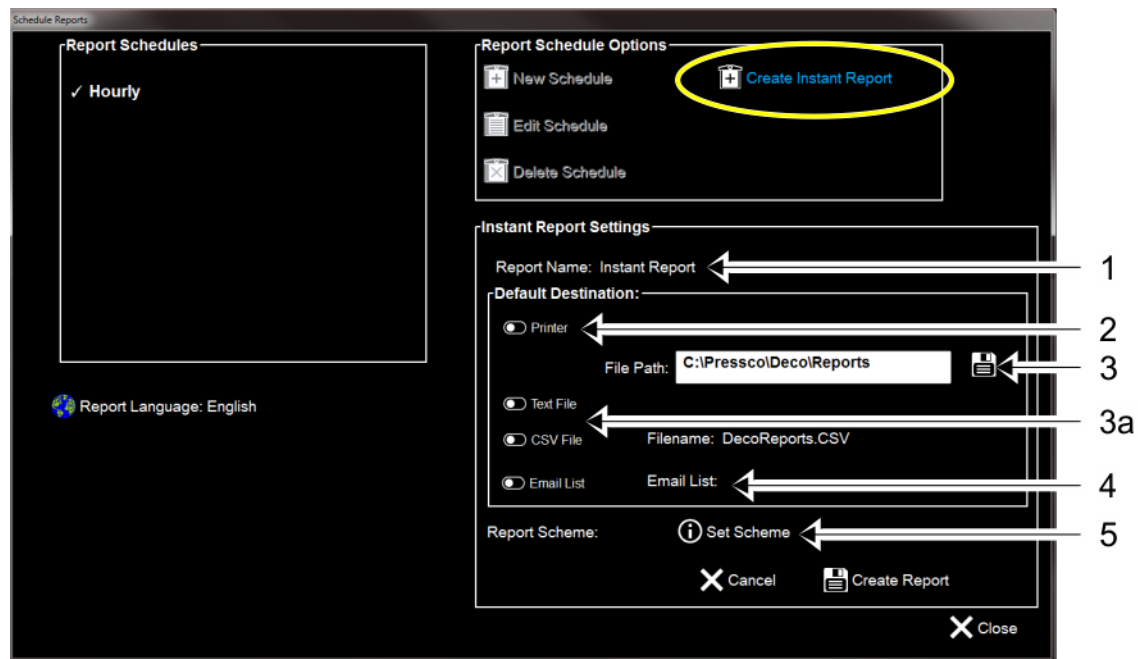 Schedule Reports
Report Schedules
✓ Hourly
Report Language: English
Report Schedule Options
New Schedule
Create Instant Report
Edit Schedule
Delete Schedule
Instant Report Settings
Report Name: Instant Report
1
Default Destination:
Printer
2
File Path: C:\Pressco\Deco\Reports
3
Text File
3a
CSV File Filename: DecoReports.CSV
Email List Email List:
4
Report Scheme: Set Scheme
5
Cancel Create Report
Close